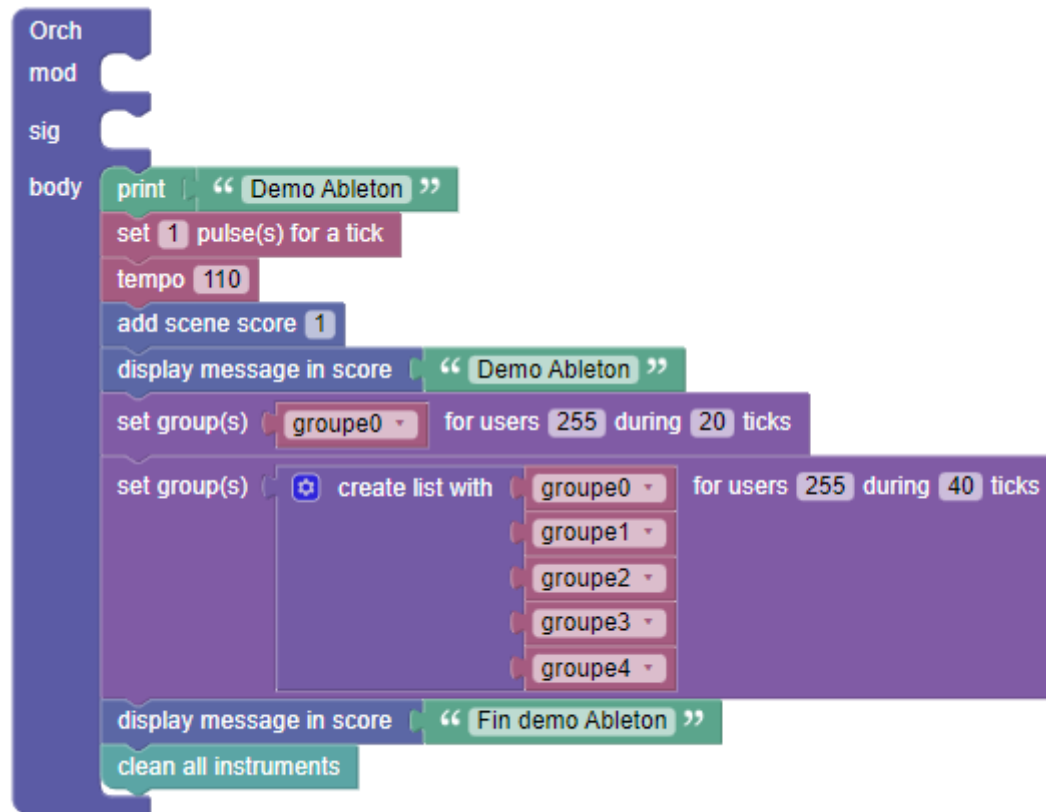 Orch
mod
sig
body print “ Demo Ableton ”
set 1 pulse(s) for a tick
tempo 110
add scene score 1
display message in score “ Demo Ableton ”
set group(s) groupe0 for users 255 during 20 ticks
set group(s) create list with groupe0 for users 255 during 40 ticks
groupe1
groupe2
groupe3
groupe4
display message in score “ Fin demo Ableton ”
clean all instruments